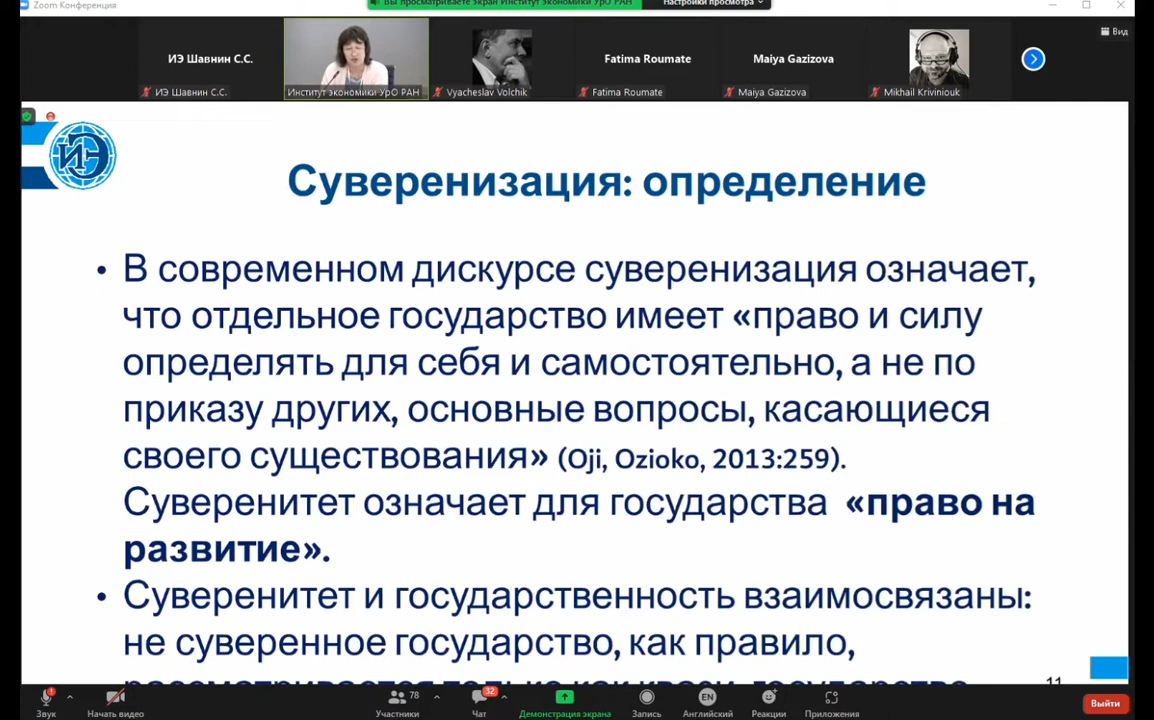 Zoom Конференция
Вы просматриваете экран Институт экономики УрО РАН
Настройки просмотра
Вид
ИЭ Шавнин С.С.
Fatima Roumate
Maiya Gazizova
ИЭ Шавнин С.С.
Институт экономики УрО РАН
Vyacheslav Volchik
Fatima Roumate
Maiya Gazizova
Mikhail Kriviniouk
ИЭ
Суверенизация: определение
• В современном дискурсе суверенизация означает,
что отдельное государство имеет «право и силу
определять для себя и самостоятельно, а не по
приказу других, основные вопросы, касающиеся
своего существования» (Oji, Ozioko, 2013:259).
Суверенитет означает для государства «право на
развитие».
• Суверенитет и государственность взаимосвязаны:
не суверенное государство, как правило,
11
Звук
Начать видео
78
Участники
32
Чат
Демонстрация экрана
Запись
EN
Английский
Реакции
Приложения
Выйти